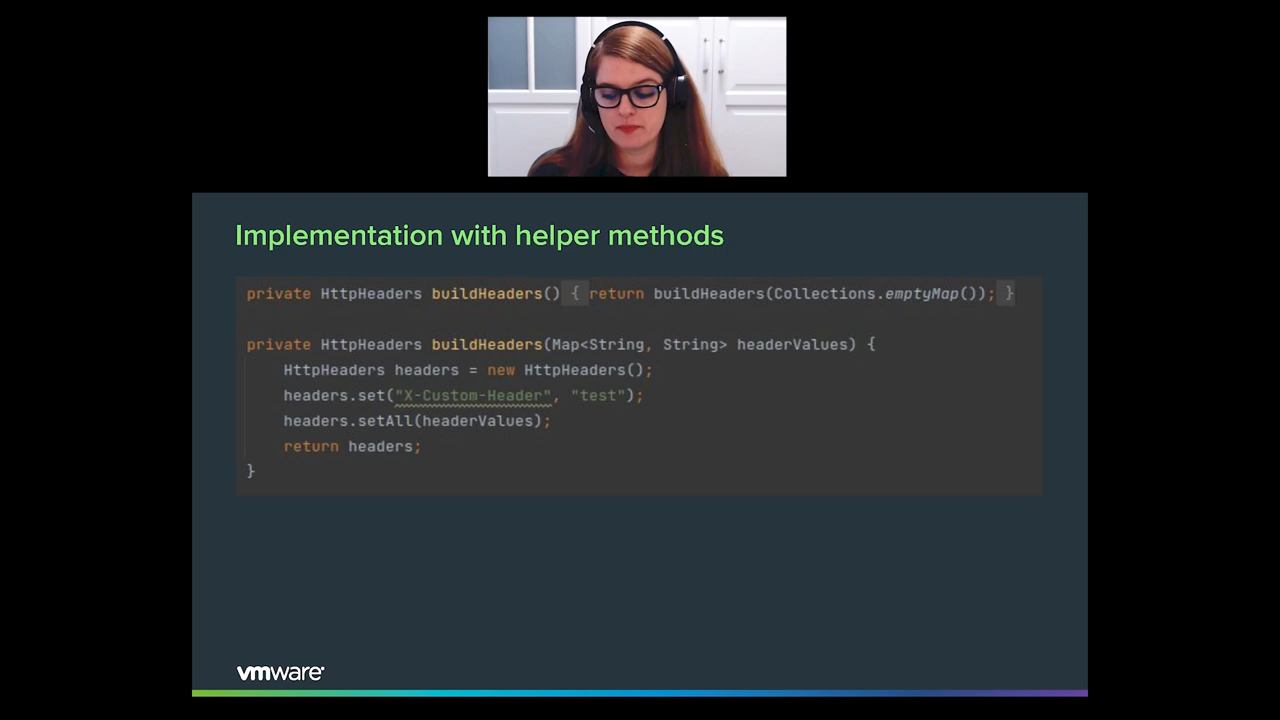 Implementation with helper methods
private HttpHeaders buildHeaders() { return buildHeaders(Collections.emptyMap()); }
private HttpHeaders buildHeaders(Map<String, String> headerValues) {
HttpHeaders headers = new HttpHeaders();
headers.set("X-Custom-Header", "test");
headers.setAll(headerValues);
return headers;
}
vmware